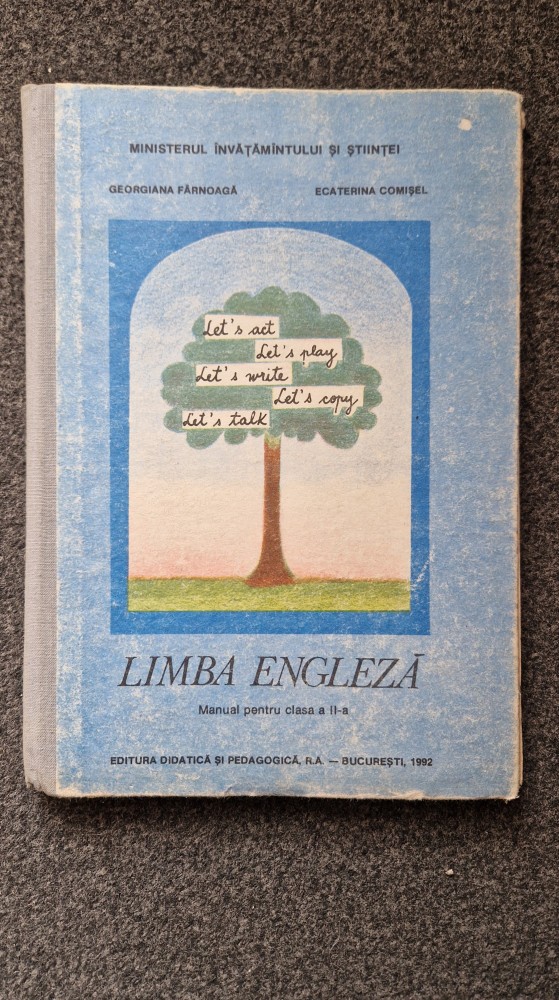 MINISTERUL ÎNVĂȚĂMÎNTULUI ȘI ȘTIINȚEI
GEORGIANA FĂRNOAGĂ ECATERINA COMIȘEL
Let's act
Let's play
Let's write
Let's copy
Let's talk
LIMBA ENGLEZĂ
Manual pentru clasa a II-a
EDITURA DIDACTICĂ ȘI PEDAGOGICĂ, R.A. — BUCUREȘTI, 1992